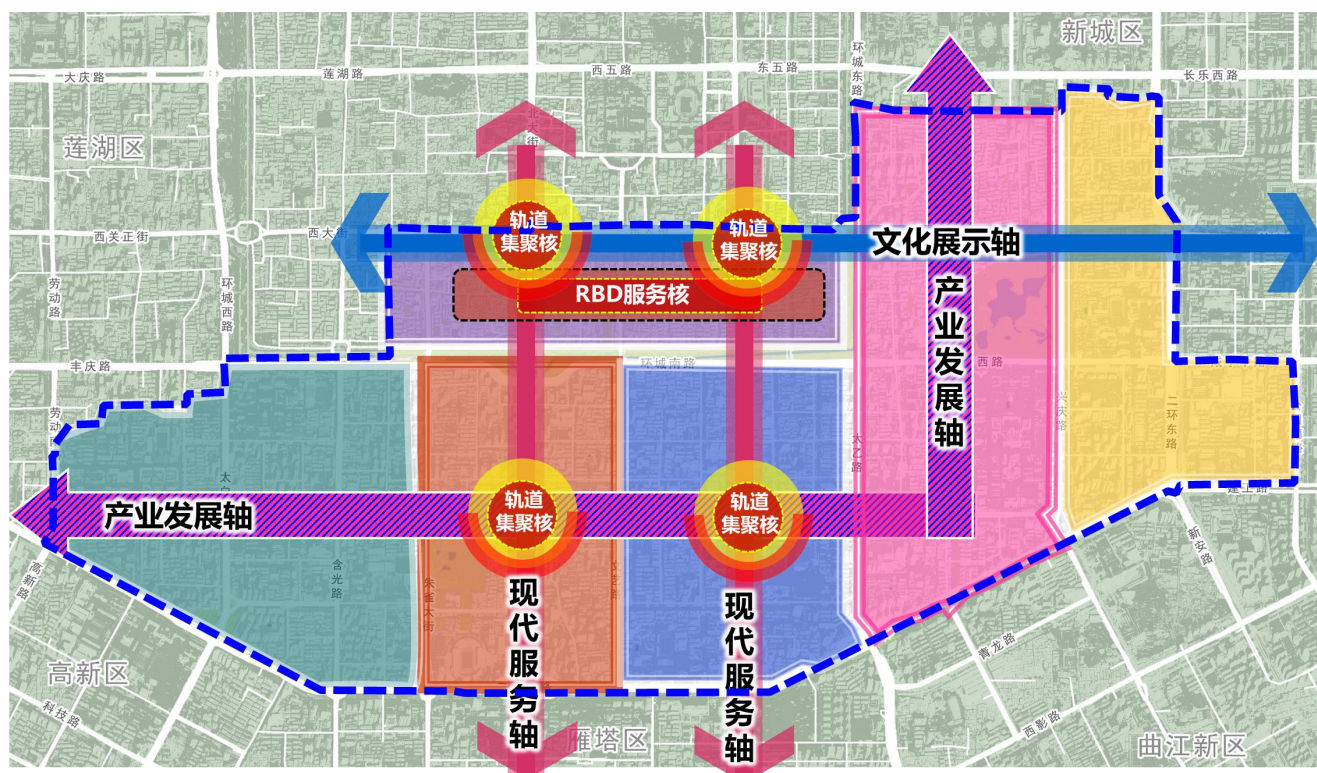 新城区
大庆路
莲湖路
西五路
东五路
环城东路
长乐西路
莲湖区
西关正街
西大街
轨道
集聚核
轨道
集聚核
文化展示轴
RBD服务核
产业发展轴
劳动路
环城西路
丰庆路
环城南路
西路
兴庆路
二环东路
太乙路
轨道
集聚核
轨道
集聚核
产业发展轴
建工路
新安路
高新路
含光路
朱雀大街
现代服务轴
现代服务轴
青龙路
高新区
科技路
雁塔区
西影路
曲江新区